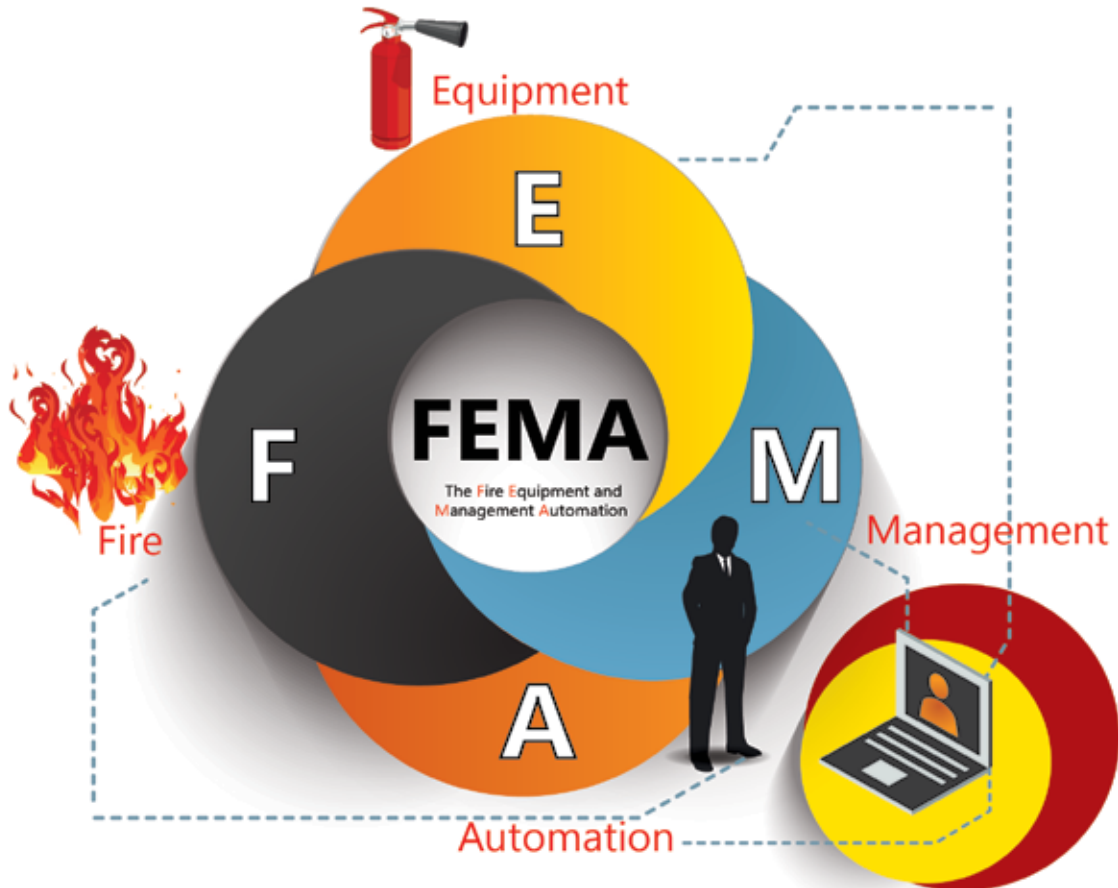 Equipment
E
F
FEMA
The Fire Equipment and
Management Automation
M
Fire
Management
A
Automation